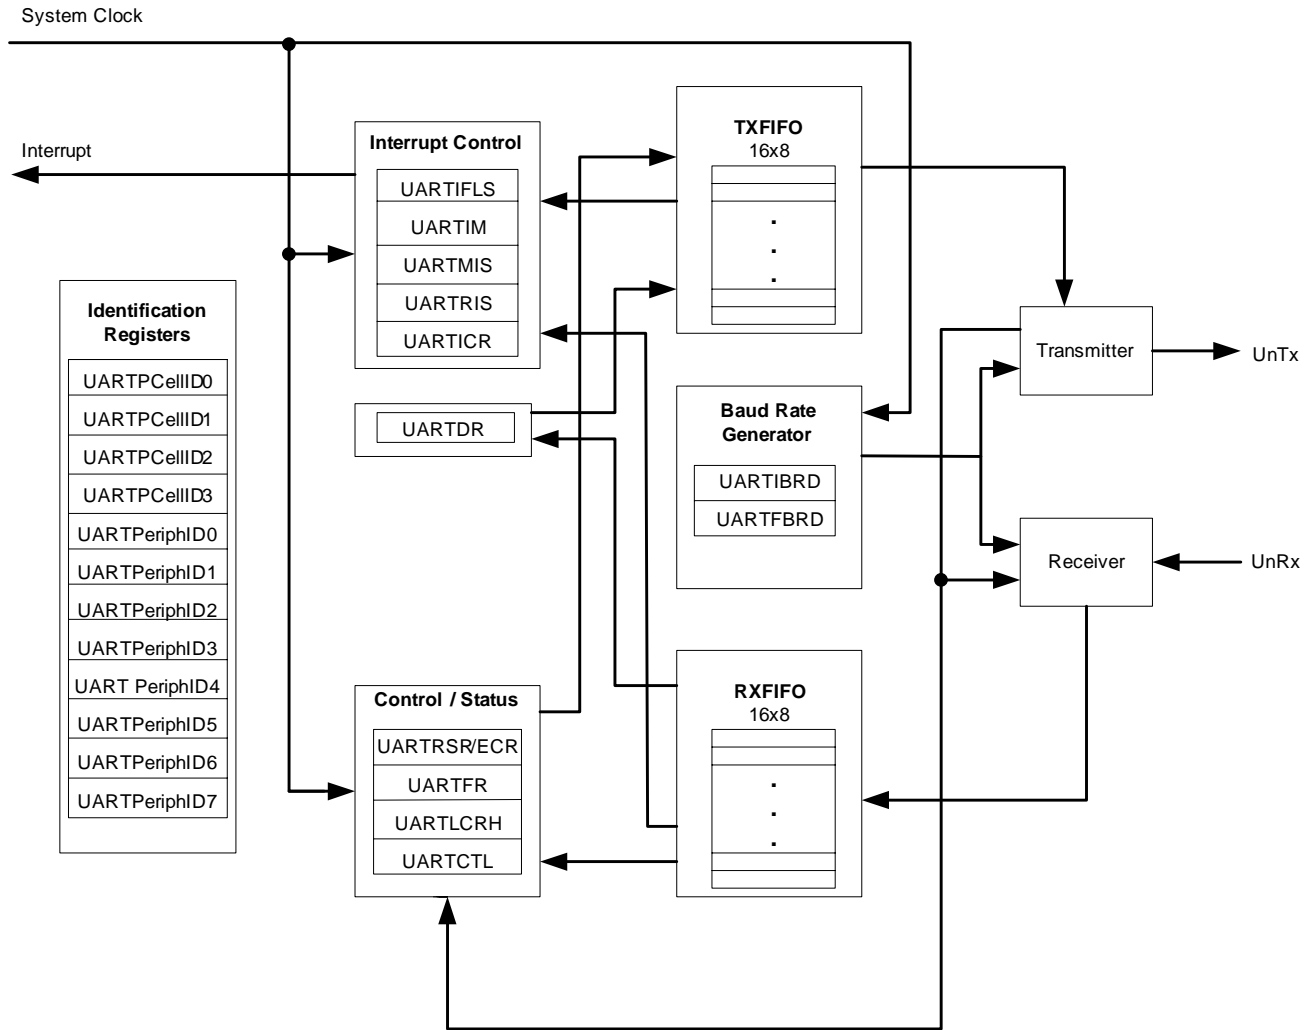 System Clock
Interrupt
Identification
Registers
UARTPCellID0
UARTPCellID1
UARTPCellID2
UARTPCellID3
UARTPeriphID0
UARTPeriphID1
UARTPeriphID2
UARTPeriphID3
UART PeriphID4
UARTPeriphID5
UARTPeriphID6
UARTPeriphID7
Interrupt Control
UARTIFLS
UARTIM
UARTMIS
UARTRIS
UARTICR
UARTDR
Control / Status
UARTRSR/ECR
UARTFR
UARTLCRH
UARTCTL
TXFIFO
16x8
Baud Rate
Generator
UARTIBRD
UARTFBRD
RXFIFO
16x8
Transmitter
UnTx
Receiver
UnRx